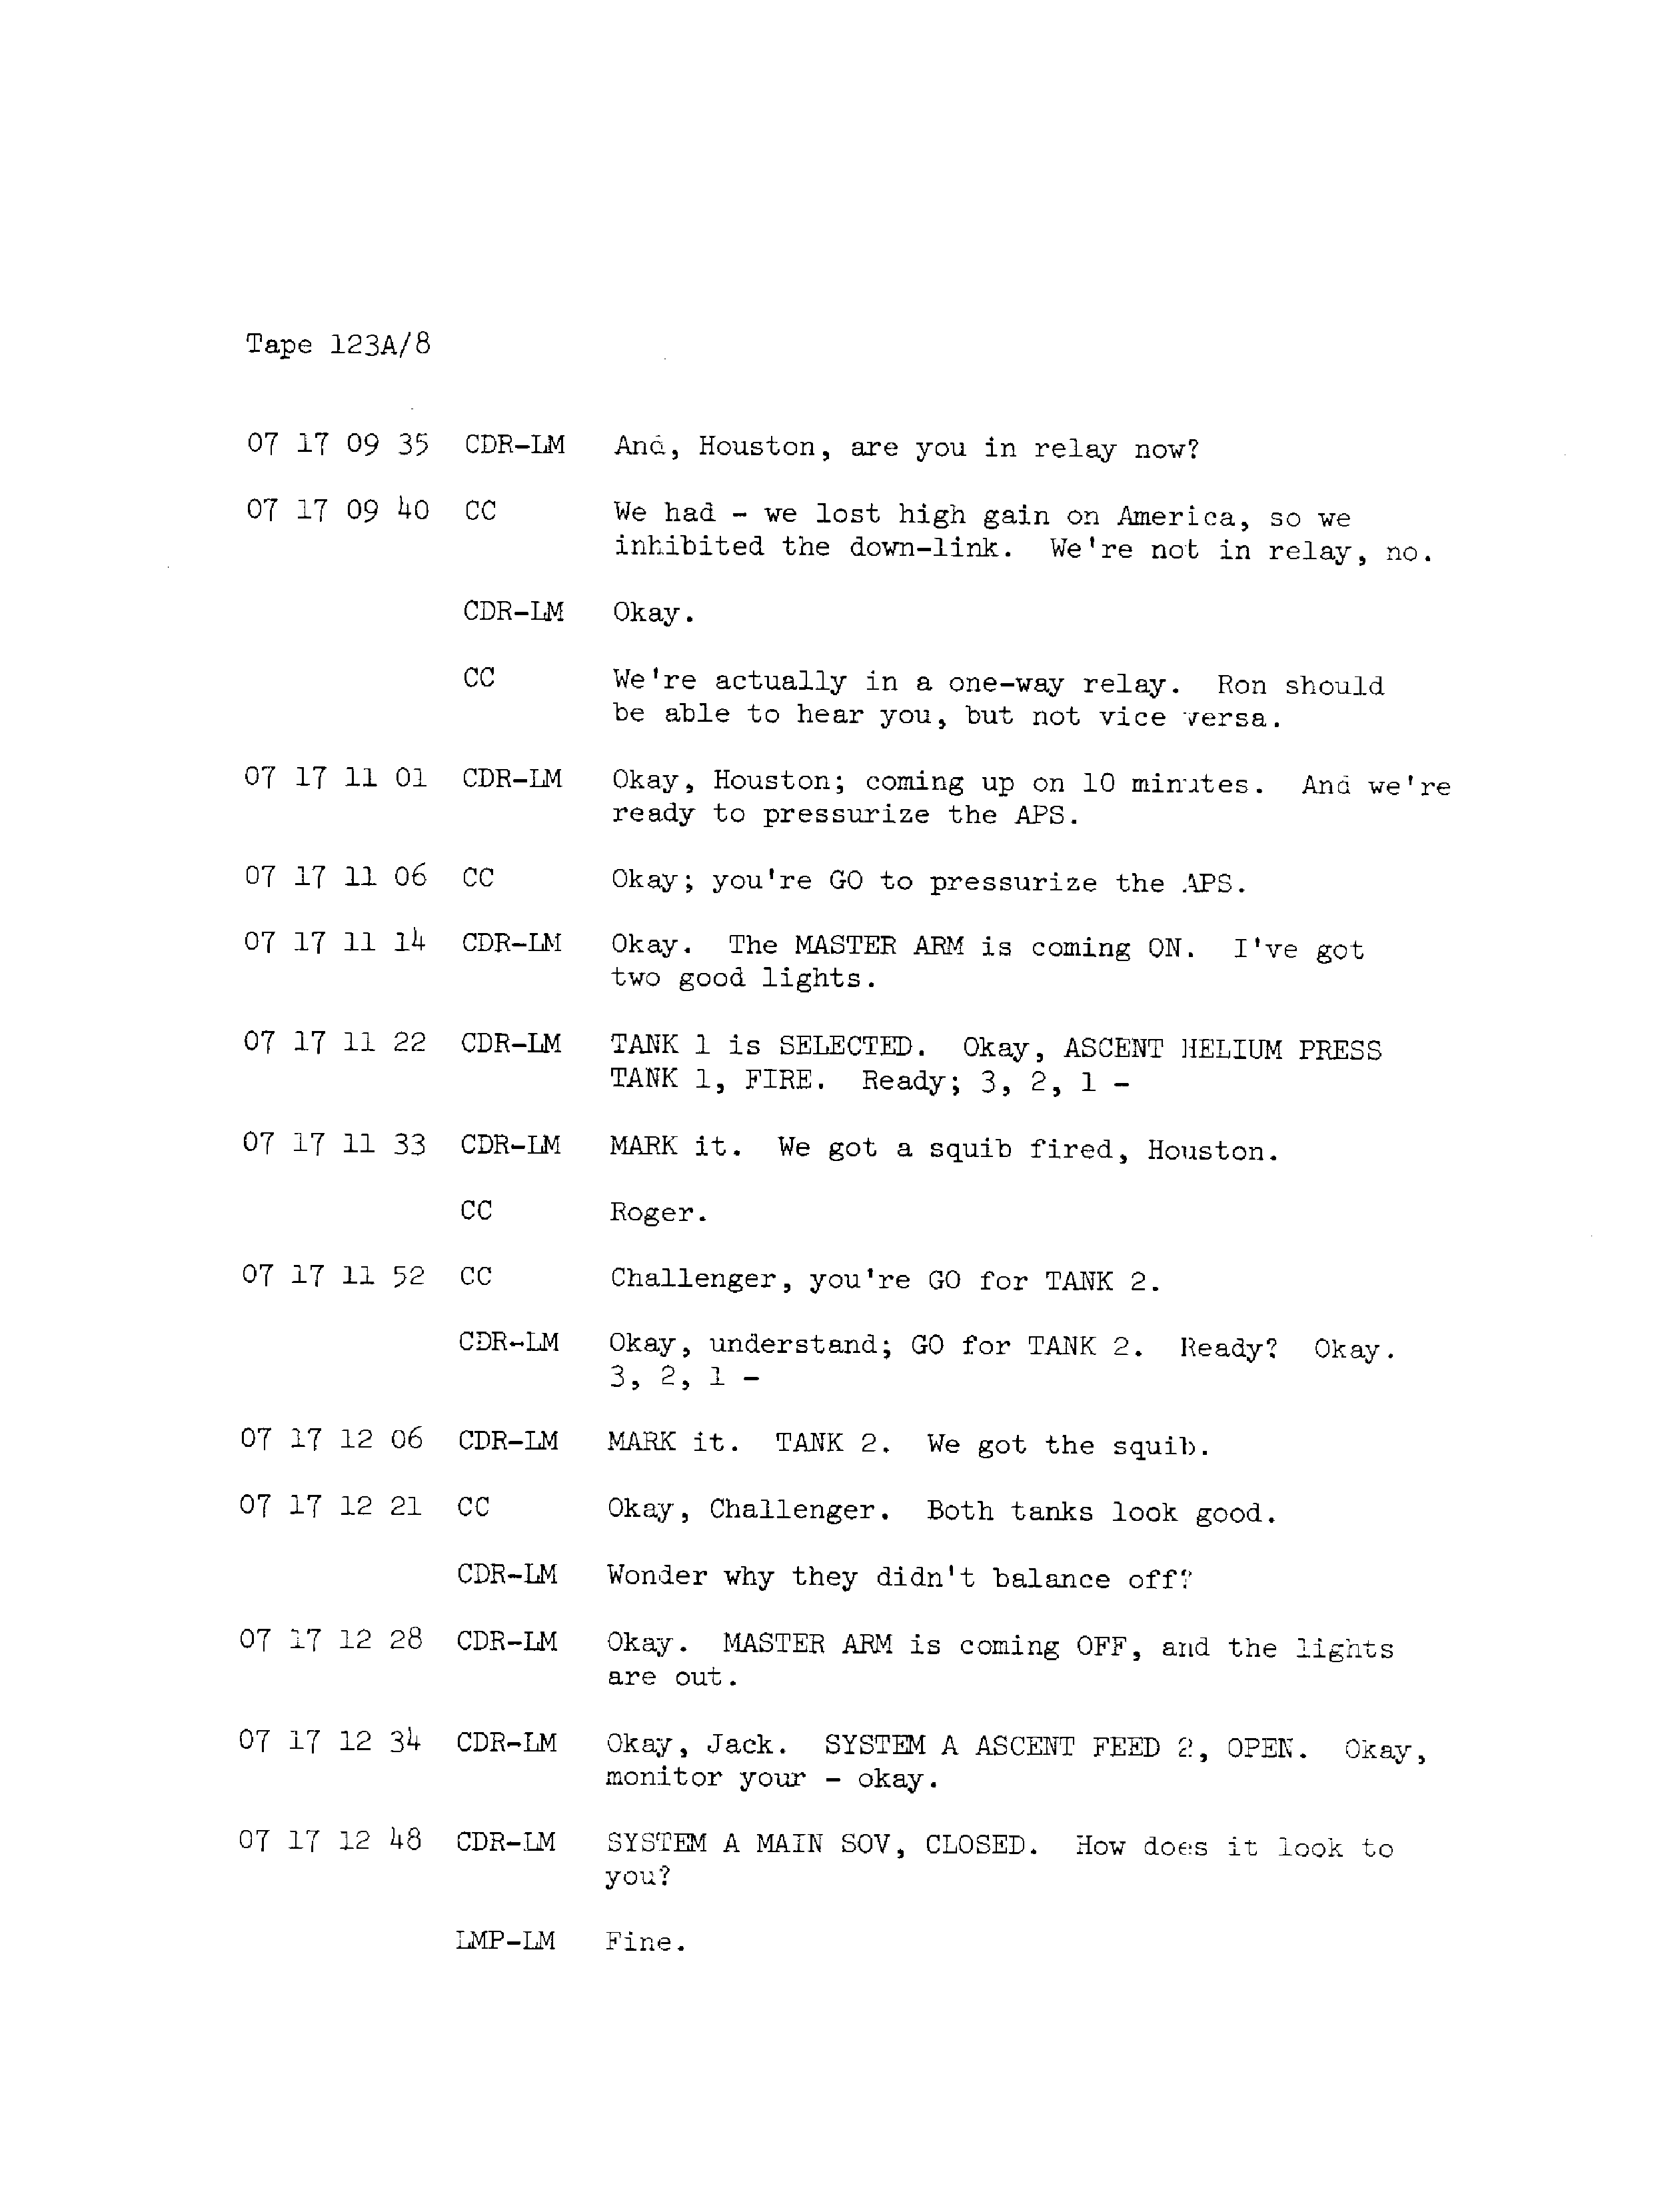 Tape 123A/8
07 17 09 35 CDR-LM And, Houston, are you in relay now?
07 17 09 40 CC We had - we lost high gain on America, so we
inhibited the down-link. We're not in relay, no.
CDR-LM Okay.
CC We're actually in a one-way relay. Ron should
be able to hear you, but not vice versa.
07 17 11 01 CDR-LM Okay, Houston; coming up on 10 minutes. And we're
ready to pressurize the APS.
07 17 11 06 CC Okay; you're GO to pressurize the APS.
07 17 11 14 CDR-LM Okay. The MASTER ARM is coming ON. I've got
two good lights.
07 17 11 22 CDR-LM TANK 1 is SELECTED. Okay, ASCENT HELIUM PRESS
TANK 1, FIRE. Ready; 3, 2, 1 -
07 17 11 33 CDR-LM MARK it. We got a squib fired, Houston.
CC Roger.
07 17 11 52 CC Challenger, you're GO for TANK 2.
CDR-LM Okay, understand; GO for TANK 2. Ready? Okay.
3, 2, 1 -
07 17 12 06 CDR-LM MARK it. TANK 2. We got the squib.
07 17 12 21 CC Okay, Challenger. Both tanks look good.
CDR-LM Wonder why they didn't balance off?
07 17 12 28 CDR-LM Okay. MASTER ARM is coming OFF, and the lights
are out.
07 17 12 34 CDR-LM Okay, Jack. SYSTEM A ASCENT FEED 2, OPEN. Okay,
monitor your - okay.
07 17 12 48 CDR-LM SYSTEM A MAIN SOV, CLOSED. How does it look to
you?
LMP-LM Fine.